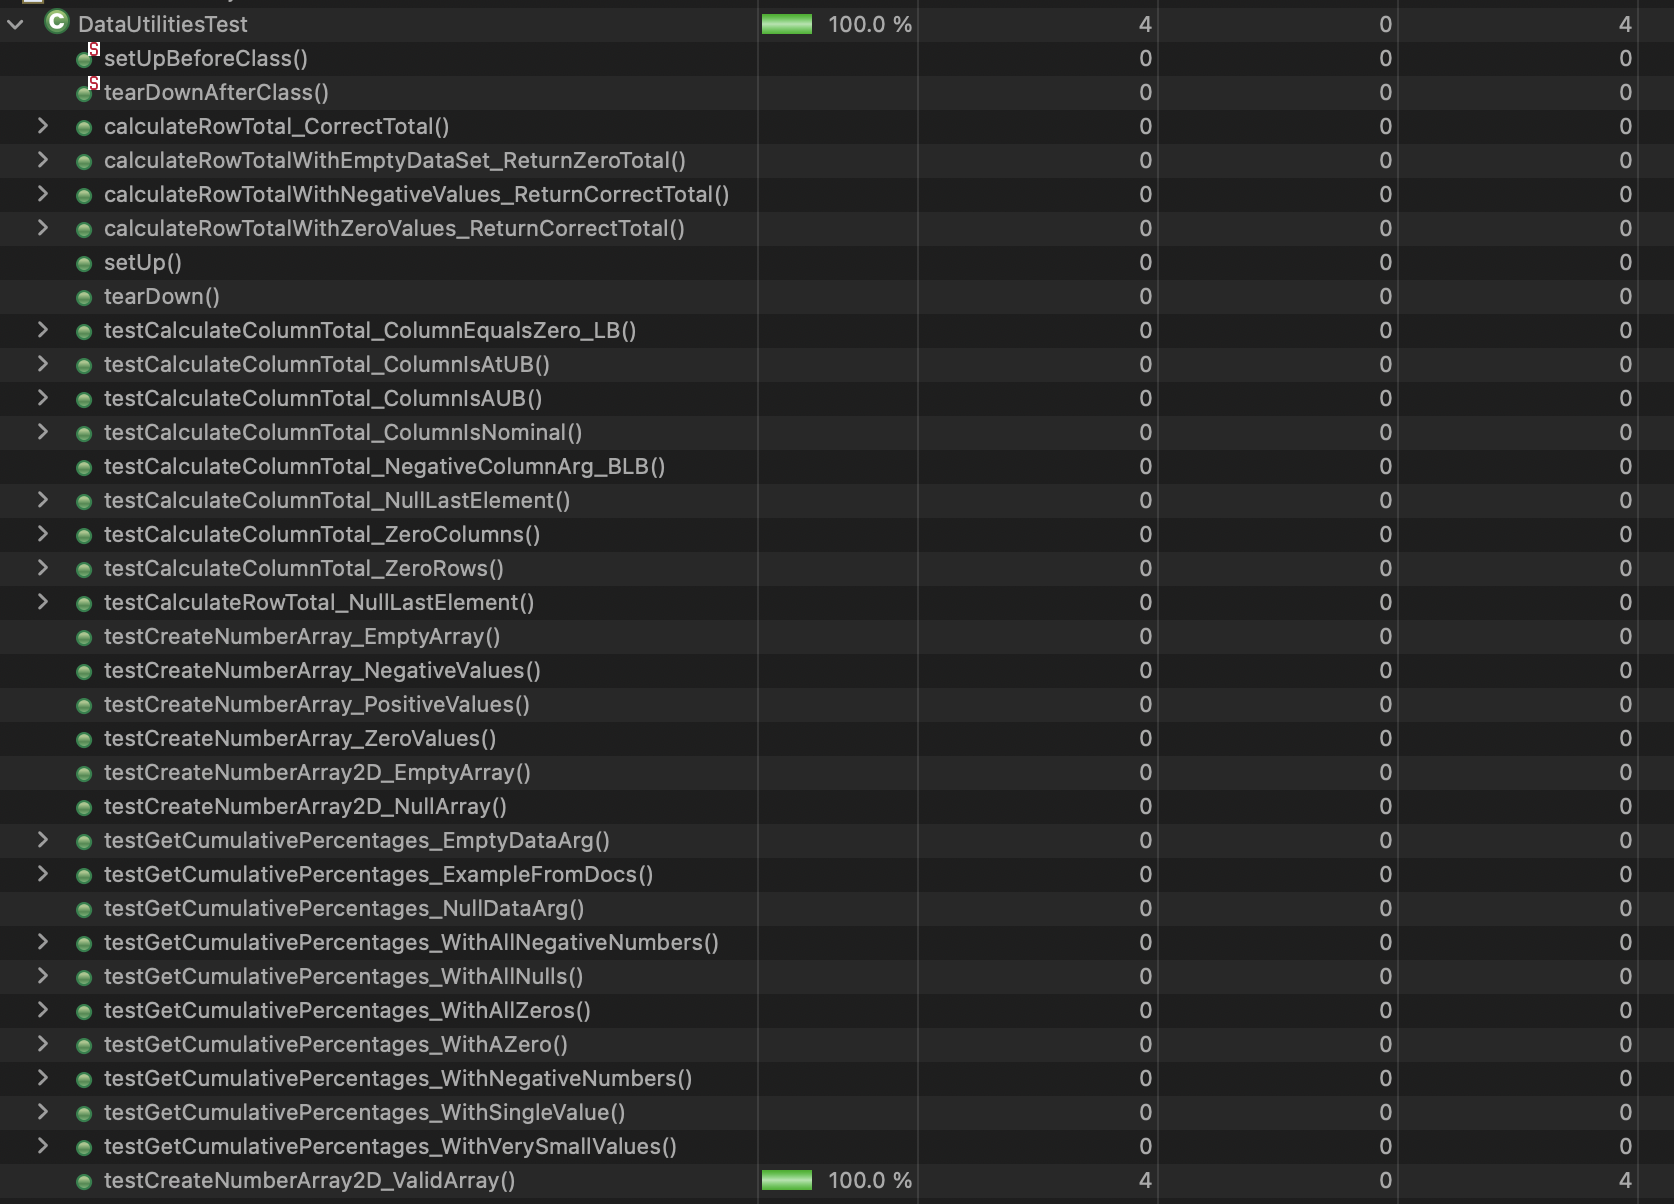 C DataUtilitiesTest 100.0 % 4 0 4
S setUpBeforeClass() 0 0 0
S tearDownAfterClass() 0 0 0
calculateRowTotal_CorrectTotal() 0 0 0
calculateRowTotalWithEmptyDataSet_ReturnZeroTotal() 0 0 0
calculateRowTotalWithNegativeValues_ReturnCorrectTotal() 0 0 0
calculateRowTotalWithZeroValues_ReturnCorrectTotal() 0 0 0
setUp() 0 0 0
tearDown() 0 0 0
testCalculateColumnTotal_ColumnEqualsZero_LB() 0 0 0
testCalculateColumnTotal_ColumnIsAtUB() 0 0 0
testCalculateColumnTotal_ColumnIsAUB() 0 0 0
testCalculateColumnTotal_ColumnIsNominal() 0 0 0
testCalculateColumnTotal_NegativeColumnArg_BLB() 0 0 0
testCalculateColumnTotal_NullLastElement() 0 0 0
testCalculateColumnTotal_ZeroColumns() 0 0 0
testCalculateColumnTotal_ZeroRows() 0 0 0
testCalculateRowTotal_NullLastElement() 0 0 0
testCreateNumberArray_EmptyArray() 0 0 0
testCreateNumberArray_NegativeValues() 0 0 0
testCreateNumberArray_PositiveValues() 0 0 0
testCreateNumberArray_ZeroValues() 0 0 0
testCreateNumberArray2D_EmptyArray() 0 0 0
testCreateNumberArray2D_NullArray() 0 0 0
testGetCumulativePercentages_EmptyDataArg() 0 0 0
testGetCumulativePercentages_ExampleFromDocs() 0 0 0
testGetCumulativePercentages_NullDataArg() 0 0 0
testGetCumulativePercentages_WithAllNegativeNumbers() 0 0 0
testGetCumulativePercentages_WithAllNulls() 0 0 0
testGetCumulativePercentages_WithAllZeros() 0 0 0
testGetCumulativePercentages_WithAZero() 0 0 0
testGetCumulativePercentages_WithNegativeNumbers() 0 0 0
testGetCumulativePercentages_WithSingleValue() 0 0 0
testGetCumulativePercentages_WithVerySmallValues() 0 0 0
testCreateNumberArray2D_ValidArray() 100.0 % 4 0 4